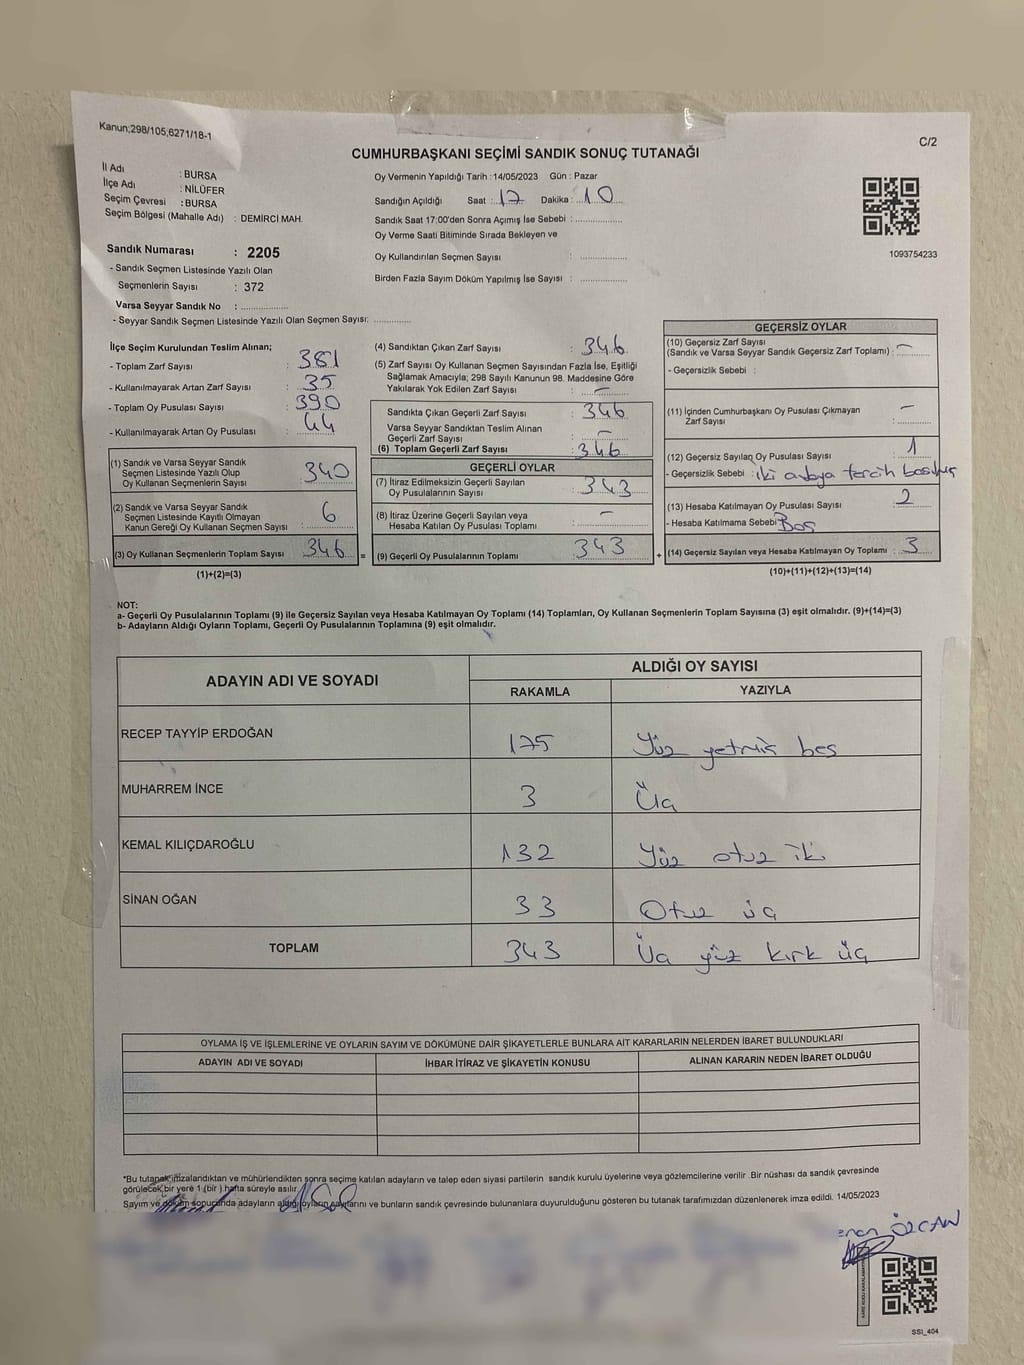 Kanun;298/105,6271/18-1
C/2
CUMHURBAŞKANI SEÇİMİ SANDIK SONUÇ TUTANAĞI
İl Adı : BURSA
İlçe Adı : NİLÜFER
Seçim Çevresi : BURSA
Seçim Bölgesi (Mahalle Adı) : DEMİRCİ MAH.
Sandık Numarası : 2205
- Sandık Seçmen Listesinde Yazılı Olan
Seçmenlerin Sayısı : 372
Varsa Seyyar Sandık No : ................
- Seyyar Sandık Seçmen Listesinde Yazılı Olan Seçmen Sayısı: ............
Oy Vermenin Yapıldığı Tarih : 14/05/2023 Gün : Pazar
Sandığın Açıldığı Saat : 17 Dakika : 10
Sandık Saat 17:00'den Sonra Açımış İse Sebebi : ................
Oy Verme Saati Bitiminde Sırada Bekleyen ve
Oy Kullandırılan Seçmen Sayısı : ................
Birden Fazla Sayım Döküm Yapılmış İse Sayısı : ................
1093754233
İlçe Seçim Kurulundan Teslim Alınan;
- Toplam Zarf Sayısı : 381
- Kullanılmayarak Artan Zarf Sayısı : 35
- Toplam Oy Pusulası Sayısı : 390
- Kullanılmayarak Artan Oy Pusulası : 44
(1) Sandık ve Varsa Seyyar Sandık
Seçmen Listesinde Yazılı Olup
Oy Kullanan Seçmenlerin Sayısı : 340
(2) Sandık ve Varsa Seyyar Sandık
Seçmen Listesinde Kayıtlı Olmayan
Kanun Gereği Oy Kullanan Seçmen Sayısı : 6
(3) Oy Kullanan Seçmenlerin Toplam Sayısı : 346 =
(1)+(2)=(3)
(4) Sandıktan Çıkan Zarf Sayısı : 346
(5) Zarf Sayısı Oy Kullanan Seçmen Sayısından Fazla İse, Eşitliği
Sağlamak Amacıyla; 298 Sayılı Kanunun 98. Maddesine Göre
Yakılarak Yok Edilen Zarf Sayısı : -
Sandıkta Çıkan Geçerli Zarf Sayısı : 346
Varsa Seyyar Sandıktan Teslim Alınan
Geçerli Zarf Sayısı : -
(6) Toplam Geçerli Zarf Sayısı : 346
GEÇERLİ OYLAR
(7) İtiraz Edilmeksizin Geçerli Sayılan
Oy Pusulalarının Sayısı : 343
(8) İtiraz Üzerine Geçerli Sayılan veya
Hesaba Katılan Oy Pusulası Toplamı : -
(9) Geçerli Oy Pusulalarının Toplamı : 343 +
GEÇERSİZ OYLAR
(10) Geçersiz Zarf Sayısı
(Sandık ve Varsa Seyyar Sandık Geçersiz Zarf Toplamı) : -
- Geçersizlik Sebebi :
(11) İçinden Cumhurbaşkanı Oy Pusulası Çıkmayan
Zarf Sayısı : -
(12) Geçersiz Sayılan Oy Pusulası Sayısı : 1
- Geçersizlik Sebebi : iki tercih
(13) Hesaba Katılmayan Oy Pusulası Sayısı : 2
- Hesaba Katılmama Sebebi : Boş
(14) Geçersiz Sayılan veya Hesaba Katılmayan Oy Toplamı : 3
(10)+(11)+(12)+(13)=(14)
NOT:
a- Geçerli Oy Pusulalarının Toplamı (9) ile Geçersiz Sayılan veya Hesaba Katılmayan Oy Toplamı (14) Toplamları, Oy Kullanan Seçmenlerin Toplam Sayısına (3) eşit olmalıdır. (9)+(14)=(3)
b- Adayların Aldığı Oyların Toplamı, Geçerli Oy Pusulalarının Toplamına (9) eşit olmalıdır.
ADAYIN ADI VE SOYADI
ALDIĞI OY SAYISI
RAKAMLA YAZIYLA
RECEP TAYYİP ERDOĞAN 175 Yüz yetmiş beş
MUHARREM İNCE 3 Üç
KEMAL KILIÇDAROĞLU 132 Yüz otuz iki
SİNAN OĞAN 33 Otuz üç
TOPLAM 343 Üç yüz kırk üç
OYLAMA İŞ VE İŞLEMLERİNE VE OYLARIN SAYIM VE DÖKÜMÜNE DAİR ŞİKAYETLERLE BUNLARA AİT KARARLARIN NELERDEN İBARET BULUNDUKLARI
ADAYIN ADI VE SOYADI İHBAR İTİRAZ VE ŞİKAYETİN KONUSU ALINAN KARARIN NEDEN İBARET OLDUĞU
*Bu tutanak imzalandıktan ve mühürlendikten sonra seçime katılan adayların ve talep eden siyasi partilerin sandık kurulu üyelerine veya gözlemcilerine verilir .Bir nüshası da sandık çevresinde
görülecek bir yere 1 (bir) hafta süreyle asılır.
Sayım ve döküm sonucunda adayların aldığı oyların sayılarını ve bunların sandık çevresinde bulunanlara duyurulduğunu gösteren bu tutanak tarafımızdan düzenlenerek imza edildi. 14/05/2023
ÖZCAN
SSI_404